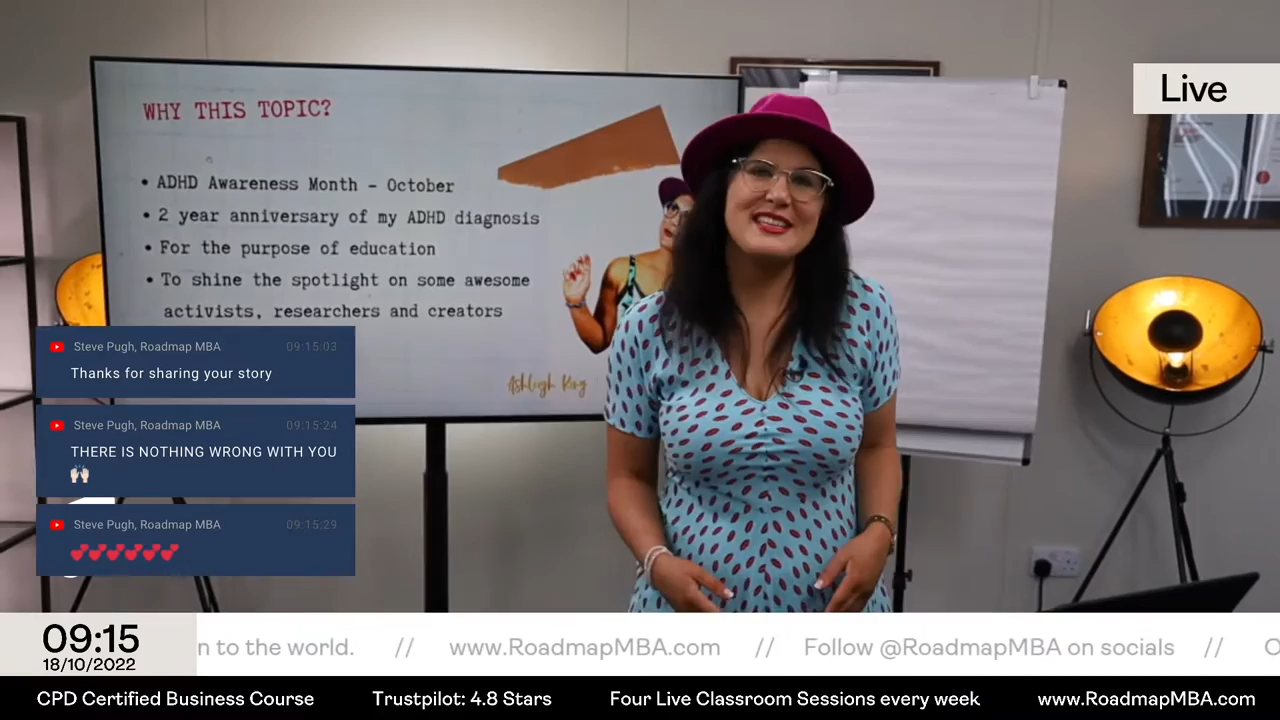 Live
WHY THIS TOPIC?
• ADHD Awareness Month - October
• 2 year anniversary of my ADHD diagnosis
• For the purpose of education
• To shine the spotlight on some awesome
activists, researchers and creators
Ashleigh King
Steve Pugh, Roadmap MBA 09:15:03
Thanks for sharing your story
Steve Pugh, Roadmap MBA 09:15:24
THERE IS NOTHING WRONG WITH YOU
🙌🏻
Steve Pugh, Roadmap MBA 09:15:29
💕💕💕💕💕💕
09:15
18/10/2022
n to the world. // www.RoadmapMBA.com // Follow @RoadmapMBA on socials //
CPD Certified Business Course Trustpilot: 4.8 Stars Four Live Classroom Sessions every week www.RoadmapMBA.com